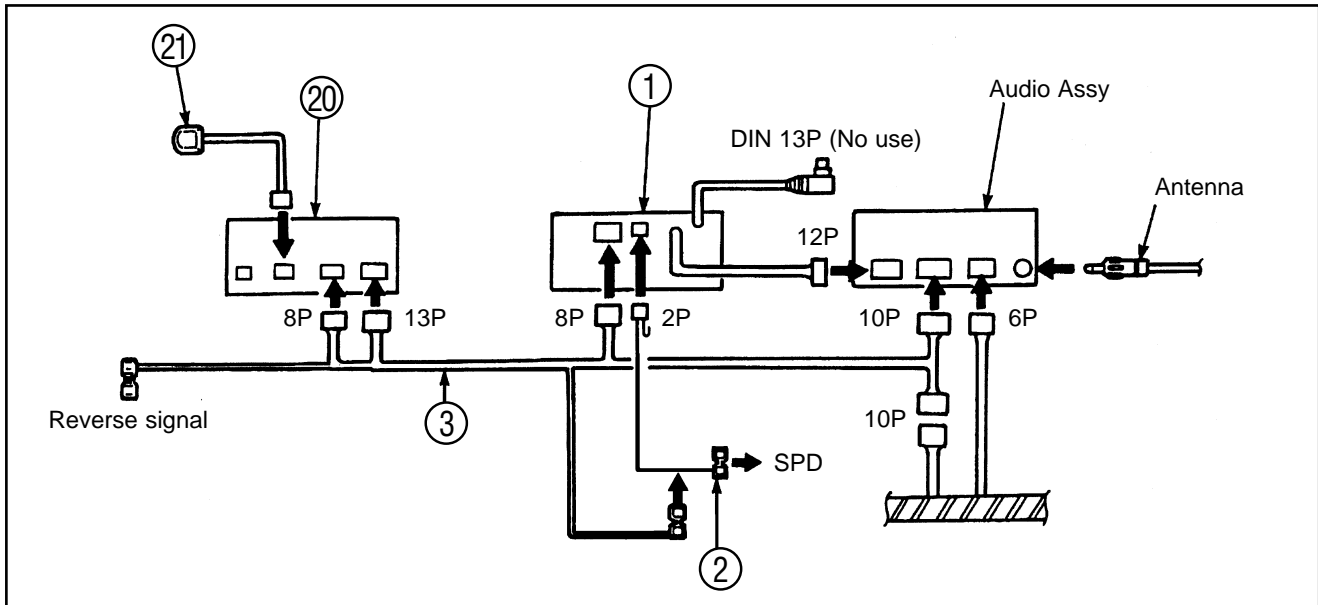 21
20
1
Audio Assy
DIN 13P (No use)
Antenna
12P
8P
13P
8P
2P
10P
6P
Reverse signal
3
10P
SPD
2